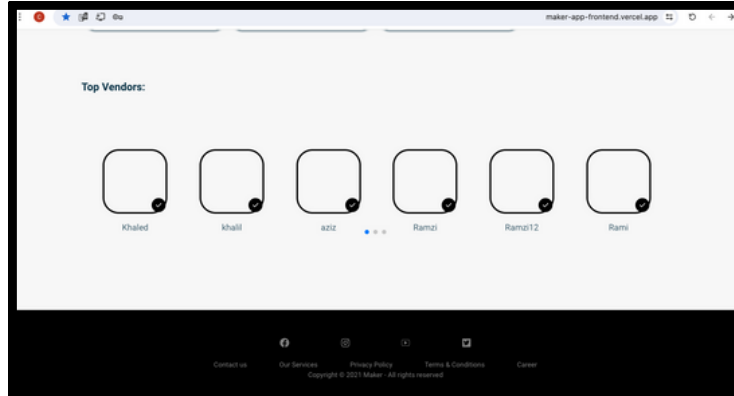 maker-app-frontend.vercel.app
Top Vendors:
Khaled khalil aziz Ramzi Ramzi12 Rami
Contact us Our Services Privacy Policy Terms & Conditions Career
Copyright © 2021 Maker - All rights reserved